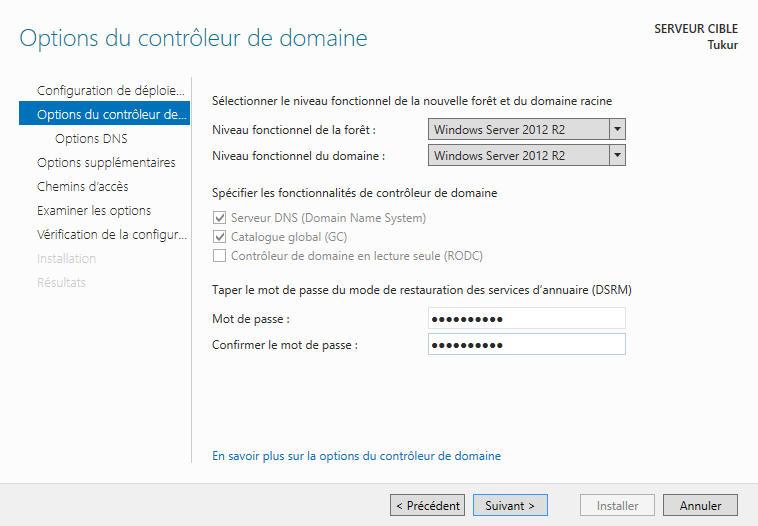 Options du contrôleur de domaine
SERVEUR CIBLE
Tukur
Configuration de déploie...
Options du contrôleur de...
Options DNS
Options supplémentaires
Chemins d'accès
Examiner les options
Vérification de la configur...
Installation
Résultats
Sélectionner le niveau fonctionnel de la nouvelle forêt et du domaine racine
Niveau fonctionnel de la forêt :
Windows Server 2012 R2
Niveau fonctionnel du domaine :
Windows Server 2012 R2
Spécifier les fonctionnalités de contrôleur de domaine
Serveur DNS (Domain Name System)
Catalogue global (GC)
Contrôleur de domaine en lecture seule (RODC)
Taper le mot de passe du mode de restauration des services d'annuaire (DSRM)
Mot de passe :
●●●●●●●●●●
Confirmer le mot de passe :
●●●●●●●●●●
En savoir plus sur la options du contrôleur de domaine
< Précédent
Suivant >
Installer
Annuler